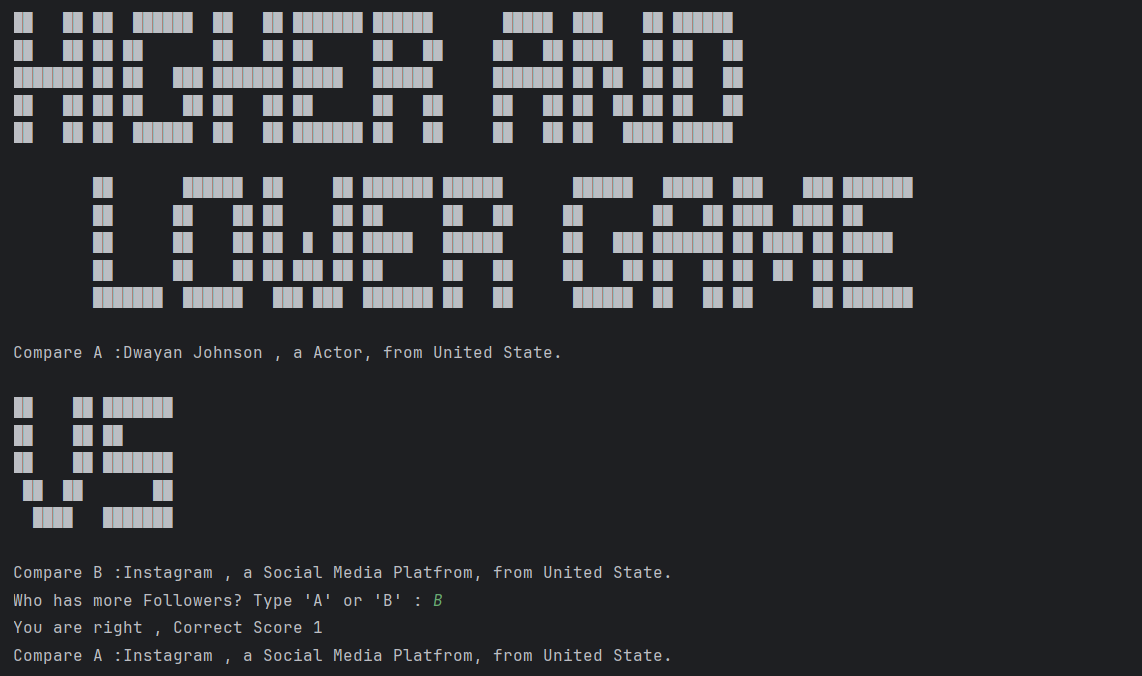 HIGHER AND
LOWER GAME
Compare A :Dwayan Johnson , a Actor, from United State.
VS
Compare B :Instagram , a Social Media Platfrom, from United State.
Who has more Followers? Type 'A' or 'B' : B
You are right , Correct Score 1
Compare A :Instagram , a Social Media Platfrom, from United State.